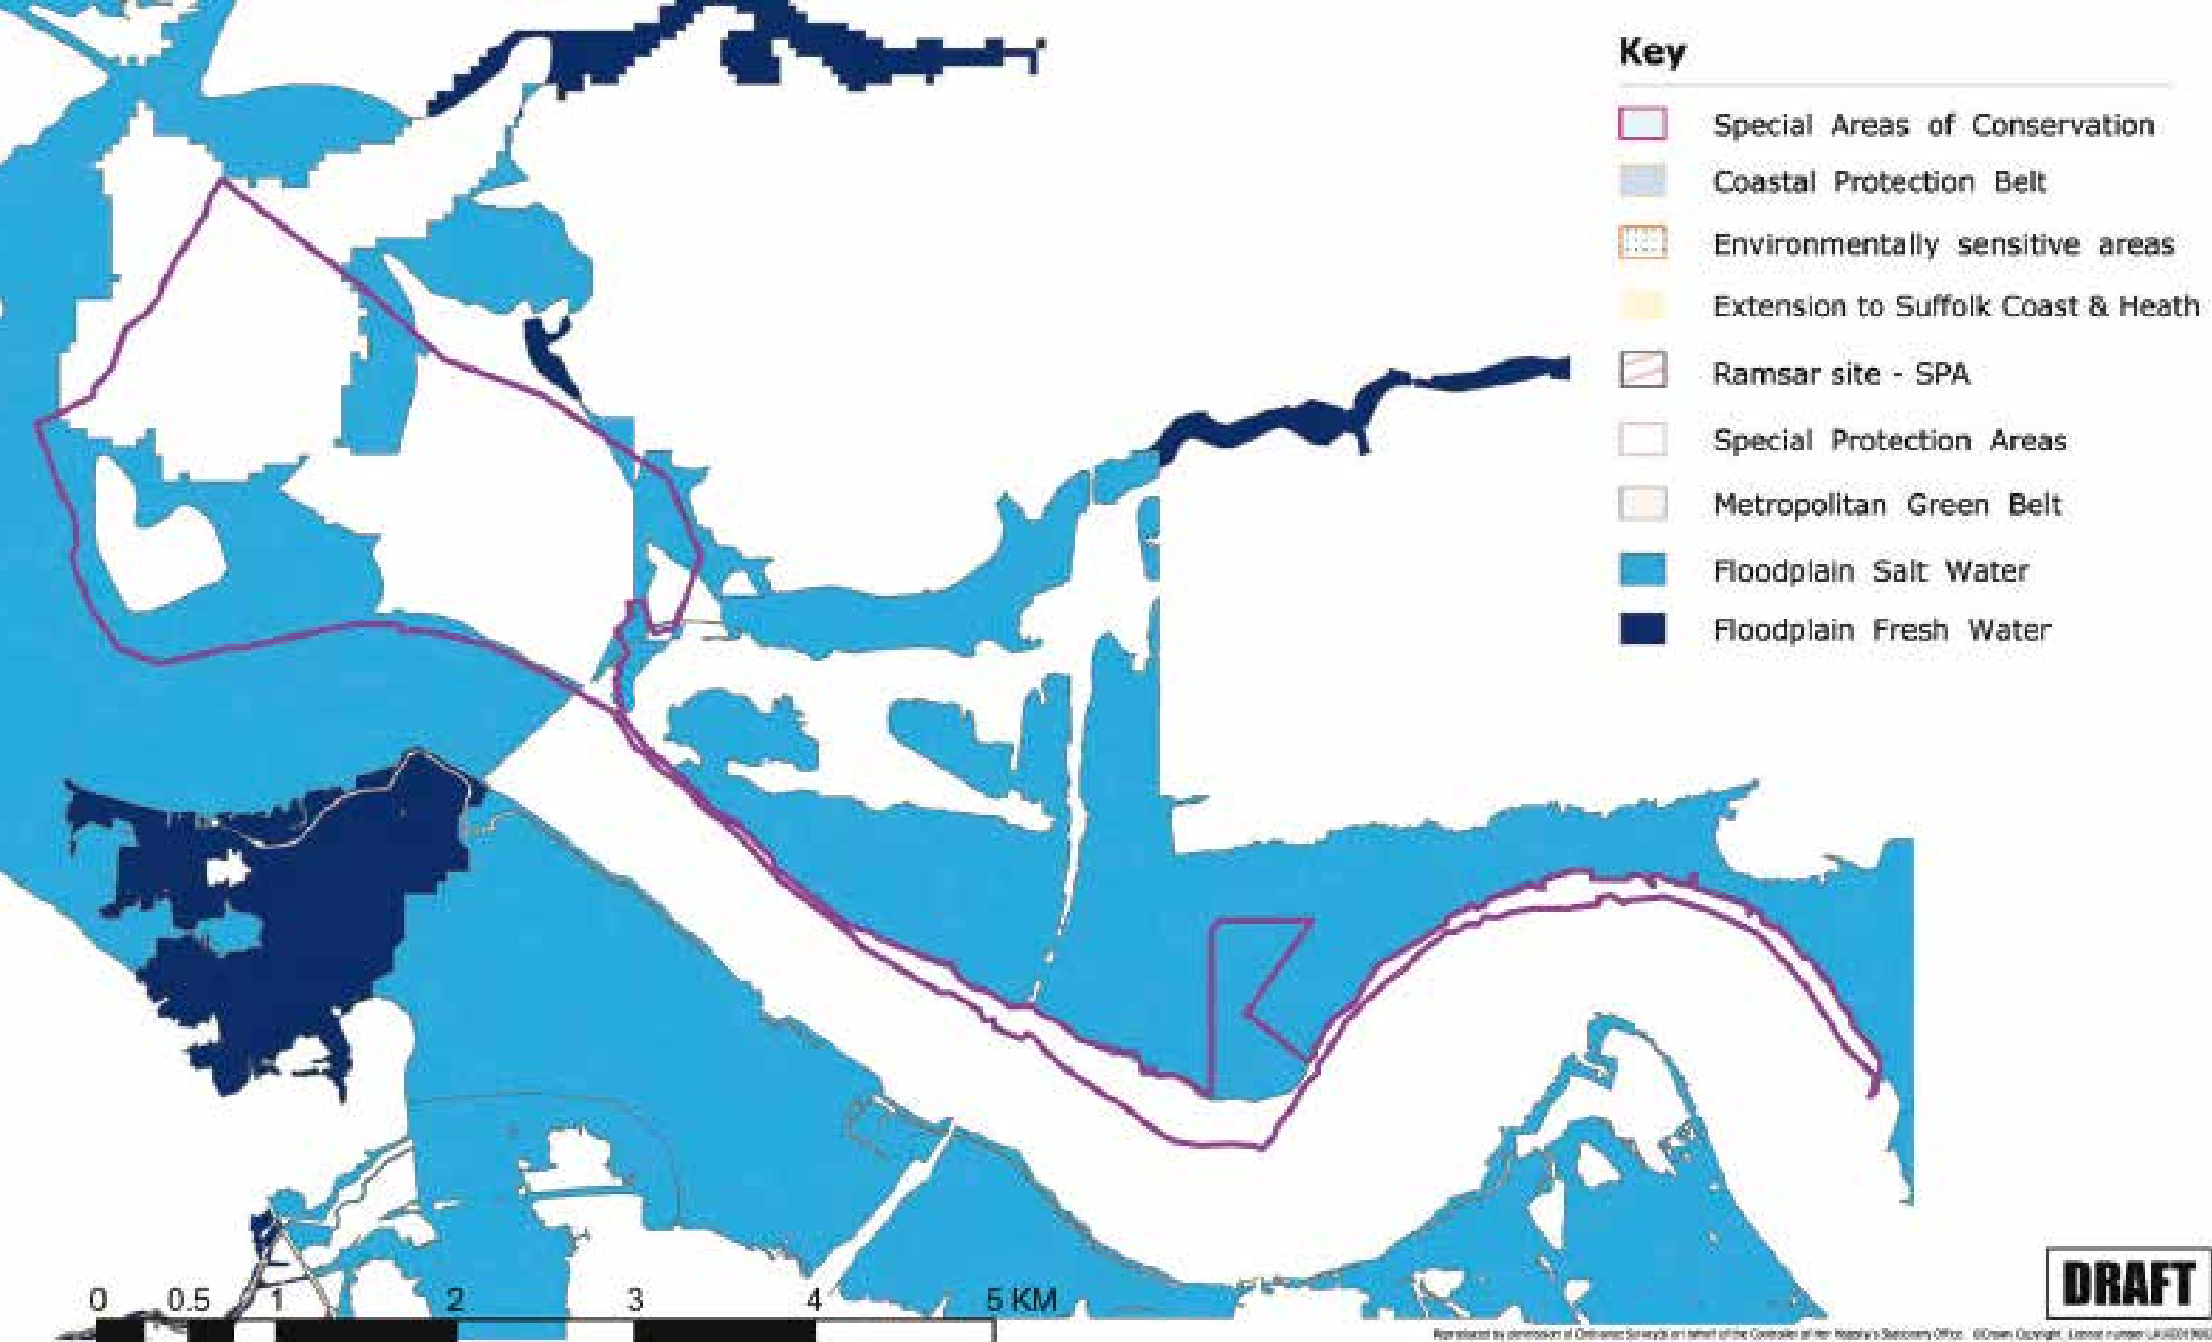 Key
Special Areas of Conservation
Coastal Protection Belt
Environmentally sensitive areas
Extension to Suffolk Coast & Heath
Ramsar site - SPA
Special Protection Areas
Metropolitan Green Belt
Floodplain Salt Water
Floodplain Fresh Water
0 0.5 1 2 3 4 5 KM
DRAFT